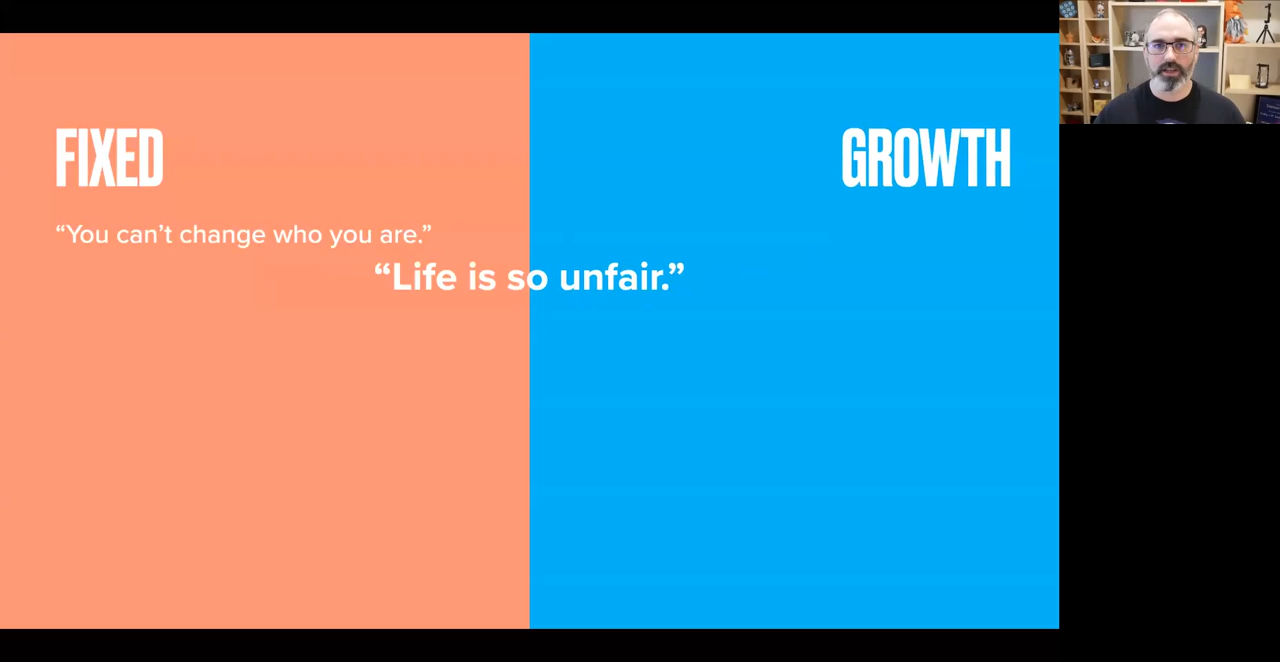 FIXED
GROWTH
“You can’t change who you are.”
“Life is so unfair.”